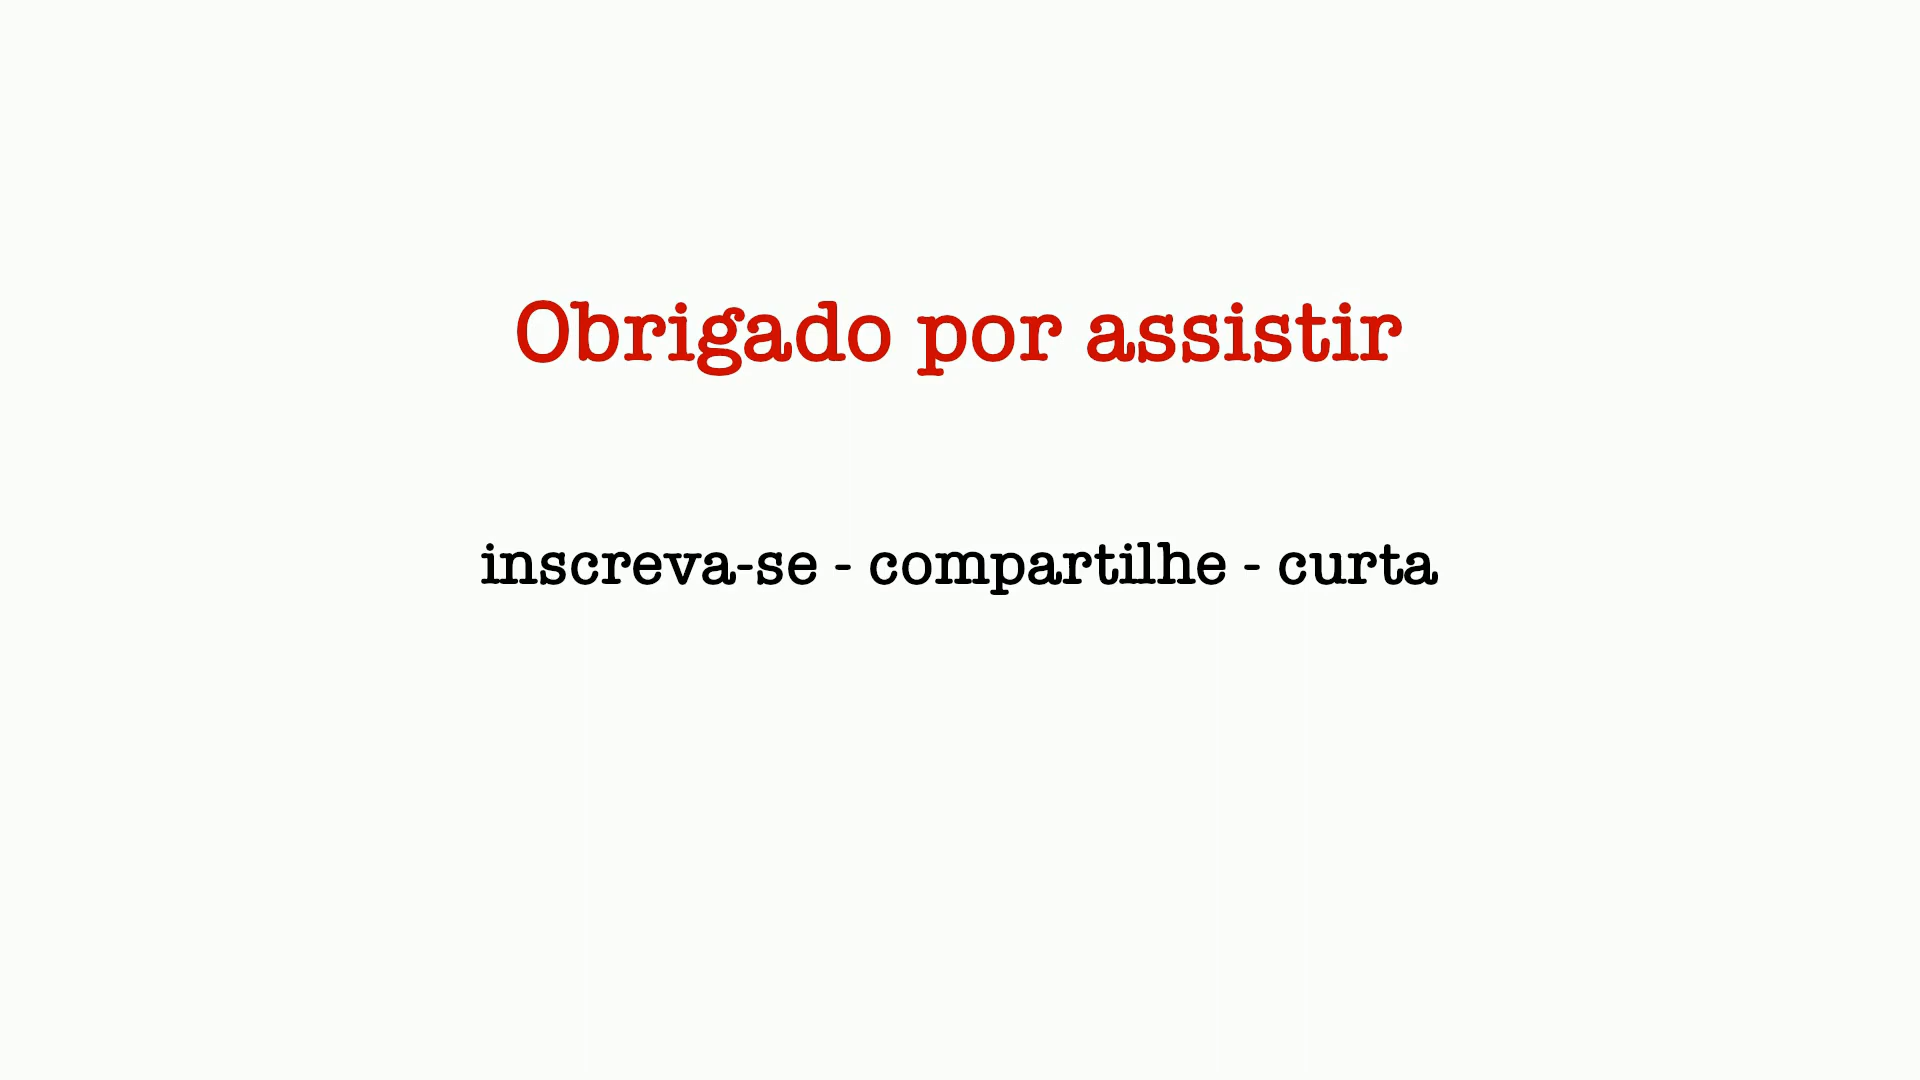 Obrigado por assistir
inscreva-se - compartilhe - curta